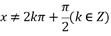 x ≠ 2kπ + π/2 (k ∈ Z)